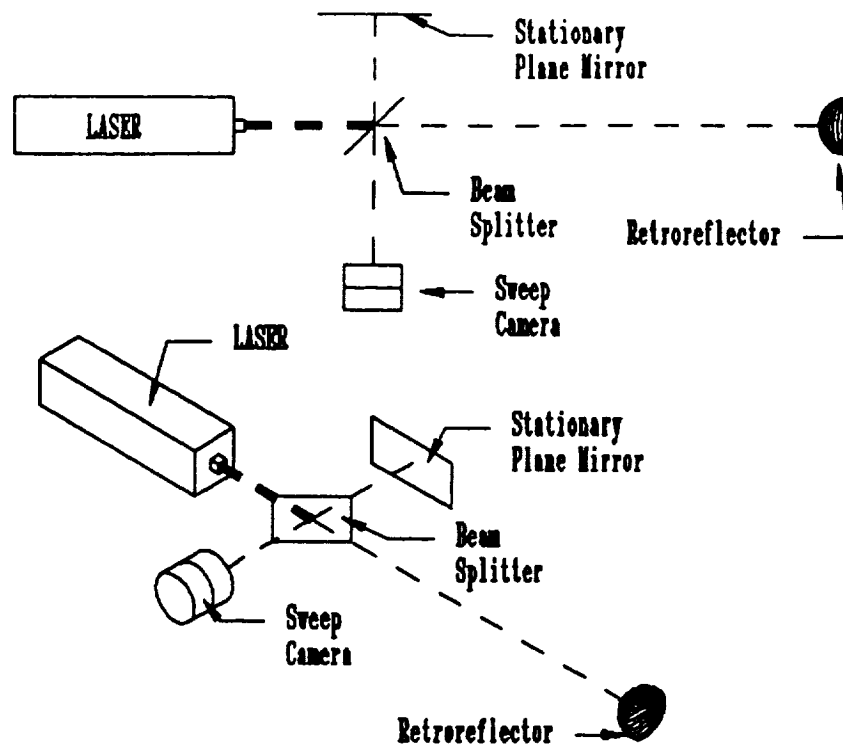 Stationary
Plane Mirror
LASER
Beam
Splitter
Retroreflector
Sweep
Camera
LASER
Stationary
Plane Mirror
Beam
Splitter
Sweep
Camera
Retroreflector